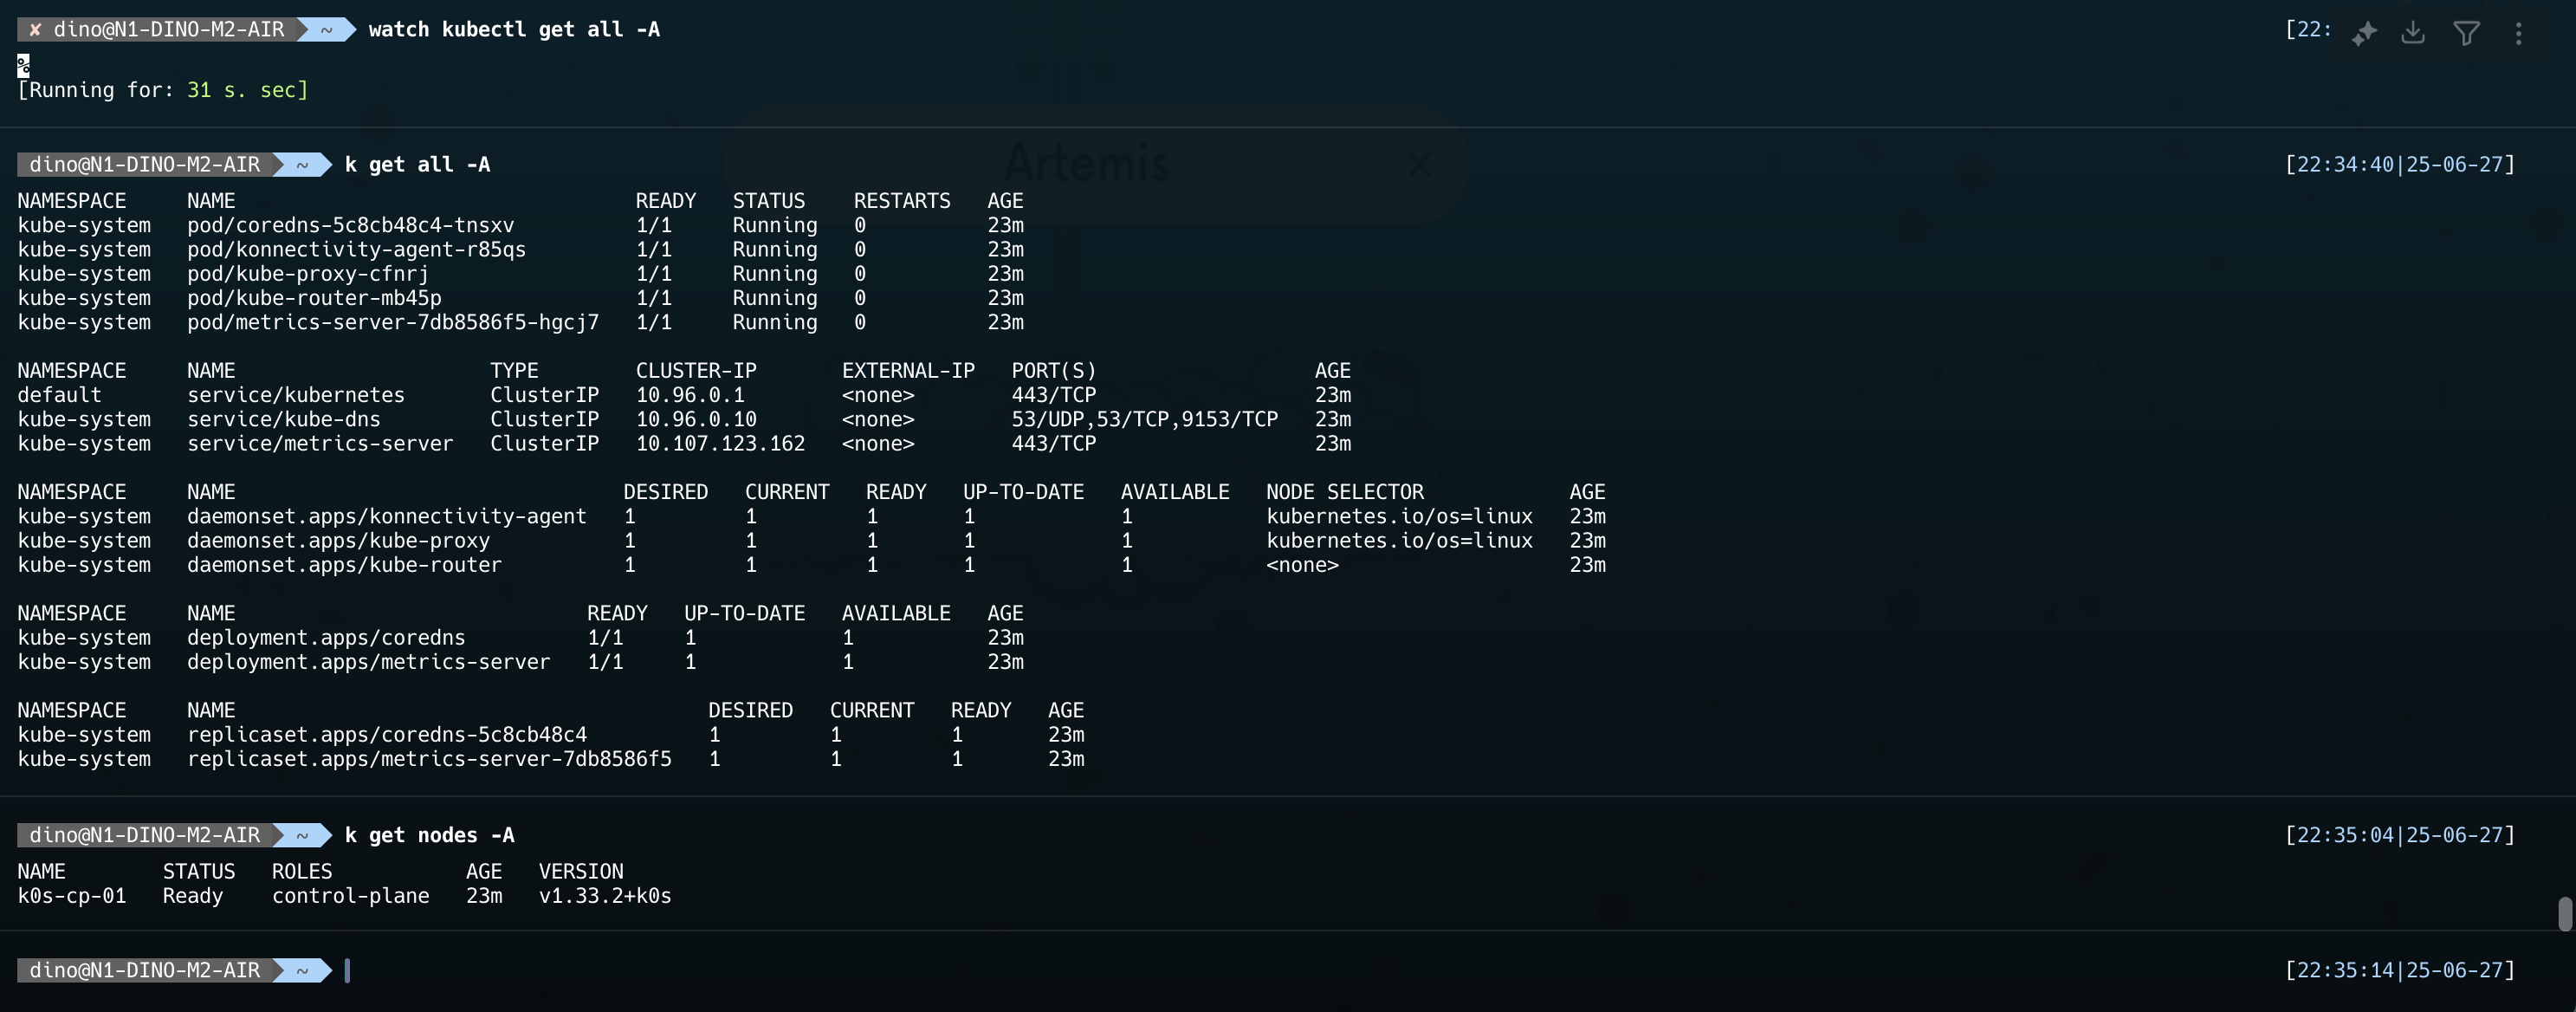 ✘ dino@N1-DINO-M2-AIR ~ watch kubectl get all -A [22:
%
[Running for: 31 s. sec]
Artemis ×
dino@N1-DINO-M2-AIR ~ k get all -A [22:34:40|25-06-27]
NAMESPACE NAME READY STATUS RESTARTS AGE
kube-system pod/coredns-5c8cb48c4-tnsxv 1/1 Running 0 23m
kube-system pod/konnectivity-agent-r85qs 1/1 Running 0 23m
kube-system pod/kube-proxy-cfnrj 1/1 Running 0 23m
kube-system pod/kube-router-mb45p 1/1 Running 0 23m
kube-system pod/metrics-server-7db8586f5-hgcj7 1/1 Running 0 23m
NAMESPACE NAME TYPE CLUSTER-IP EXTERNAL-IP PORT(S) AGE
default service/kubernetes ClusterIP 10.96.0.1 <none> 443/TCP 23m
kube-system service/kube-dns ClusterIP 10.96.0.10 <none> 53/UDP,53/TCP,9153/TCP 23m
kube-system service/metrics-server ClusterIP 10.107.123.162 <none> 443/TCP 23m
NAMESPACE NAME DESIRED CURRENT READY UP-TO-DATE AVAILABLE NODE SELECTOR AGE
kube-system daemonset.apps/konnectivity-agent 1 1 1 1 1 kubernetes.io/os=linux 23m
kube-system daemonset.apps/kube-proxy 1 1 1 1 1 kubernetes.io/os=linux 23m
kube-system daemonset.apps/kube-router 1 1 1 1 1 <none> 23m
NAMESPACE NAME READY UP-TO-DATE AVAILABLE AGE
kube-system deployment.apps/coredns 1/1 1 1 23m
kube-system deployment.apps/metrics-server 1/1 1 1 23m
NAMESPACE NAME DESIRED CURRENT READY AGE
kube-system replicaset.apps/coredns-5c8cb48c4 1 1 1 23m
kube-system replicaset.apps/metrics-server-7db8586f5 1 1 1 23m
dino@N1-DINO-M2-AIR ~ k get nodes -A [22:35:04|25-06-27]
NAME STATUS ROLES AGE VERSION
k0s-cp-01 Ready control-plane 23m v1.33.2+k0s
dino@N1-DINO-M2-AIR ~ [22:35:14|25-06-27]